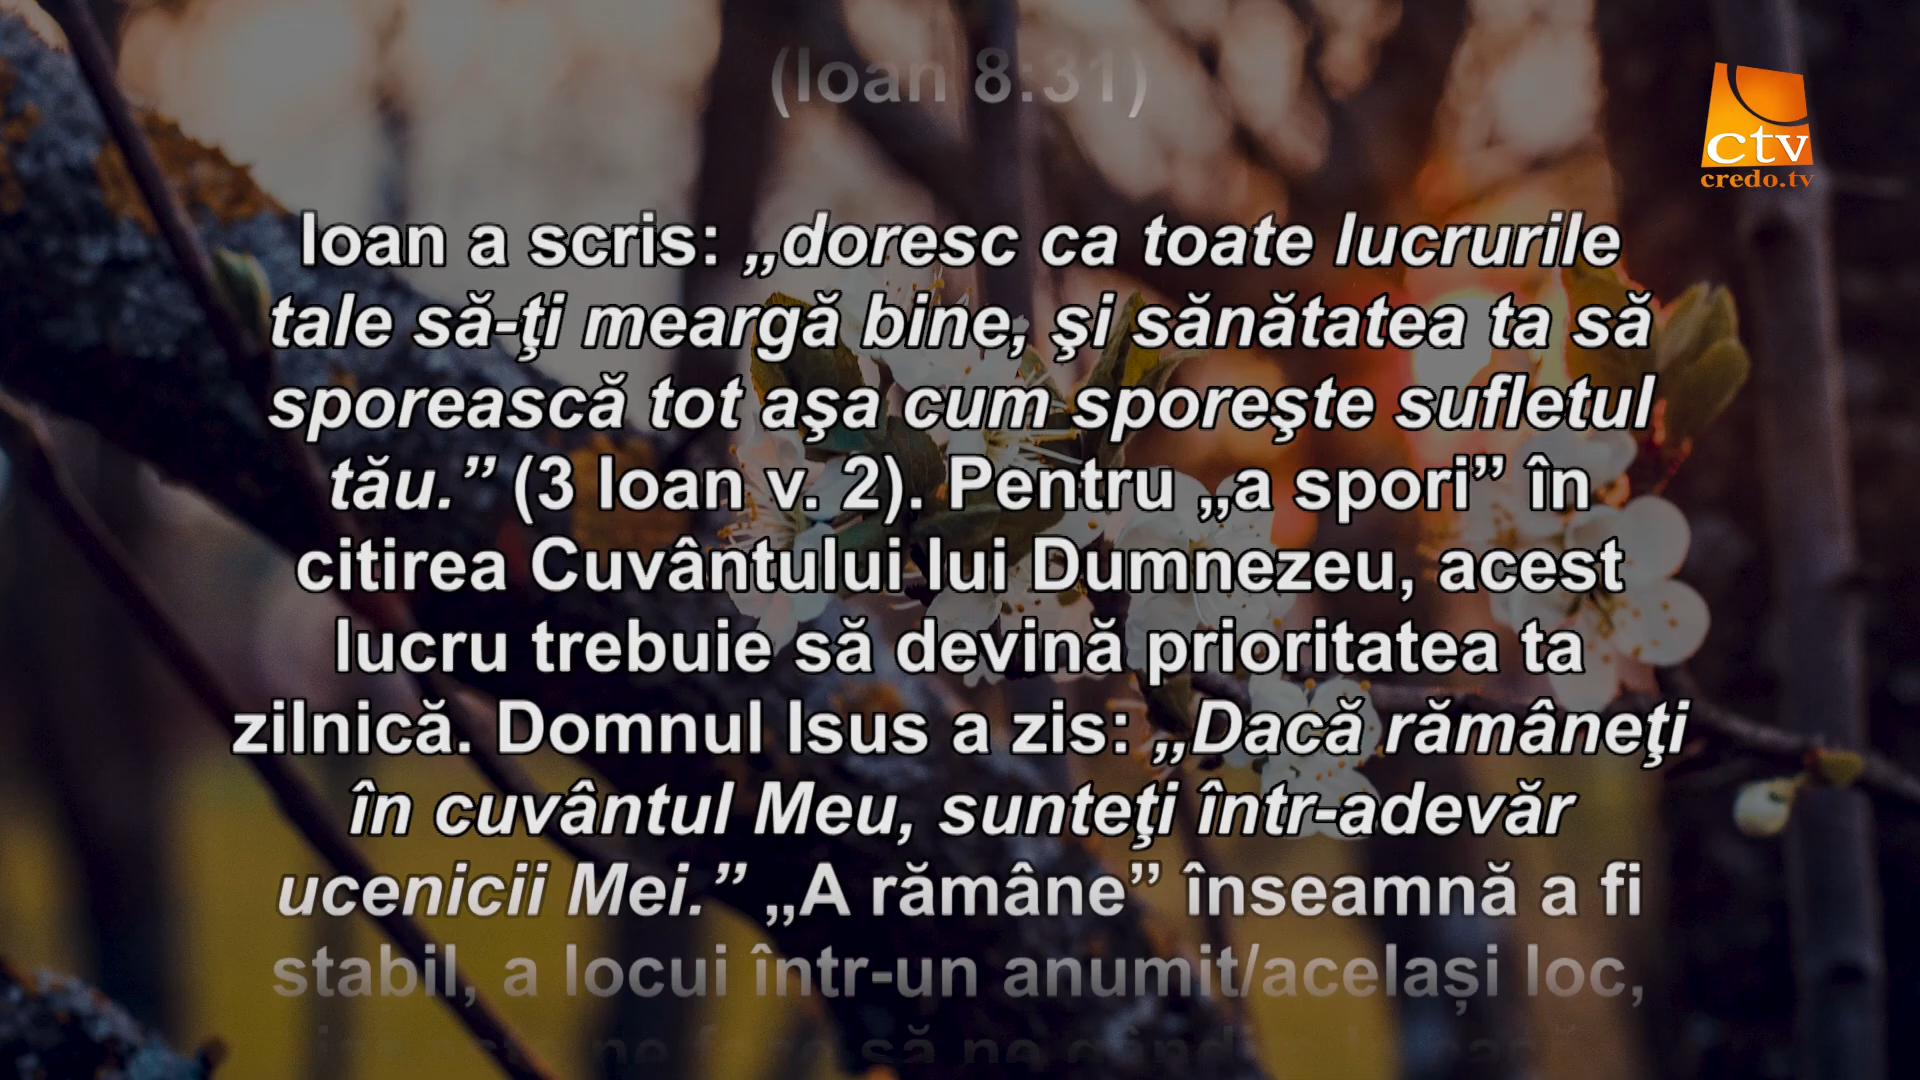 (Ioan 8:31)
ctv
credo.tv
Ioan a scris: „doresc ca toate lucrurile
tale să-ţi meargă bine, şi sănătatea ta să
sporească tot aşa cum sporeşte sufletul
tău.” (3 Ioan v. 2). Pentru „a spori” în
citirea Cuvântului lui Dumnezeu, acest
lucru trebuie să devină prioritatea ta
zilnică. Domnul Isus a zis: „Dacă rămâneţi
în cuvântul Meu, sunteţi într-adevăr
ucenicii Mei.” „A rămâne” înseamnă a fi
stabil, a locui într-un anumit/același loc,
ne să ne